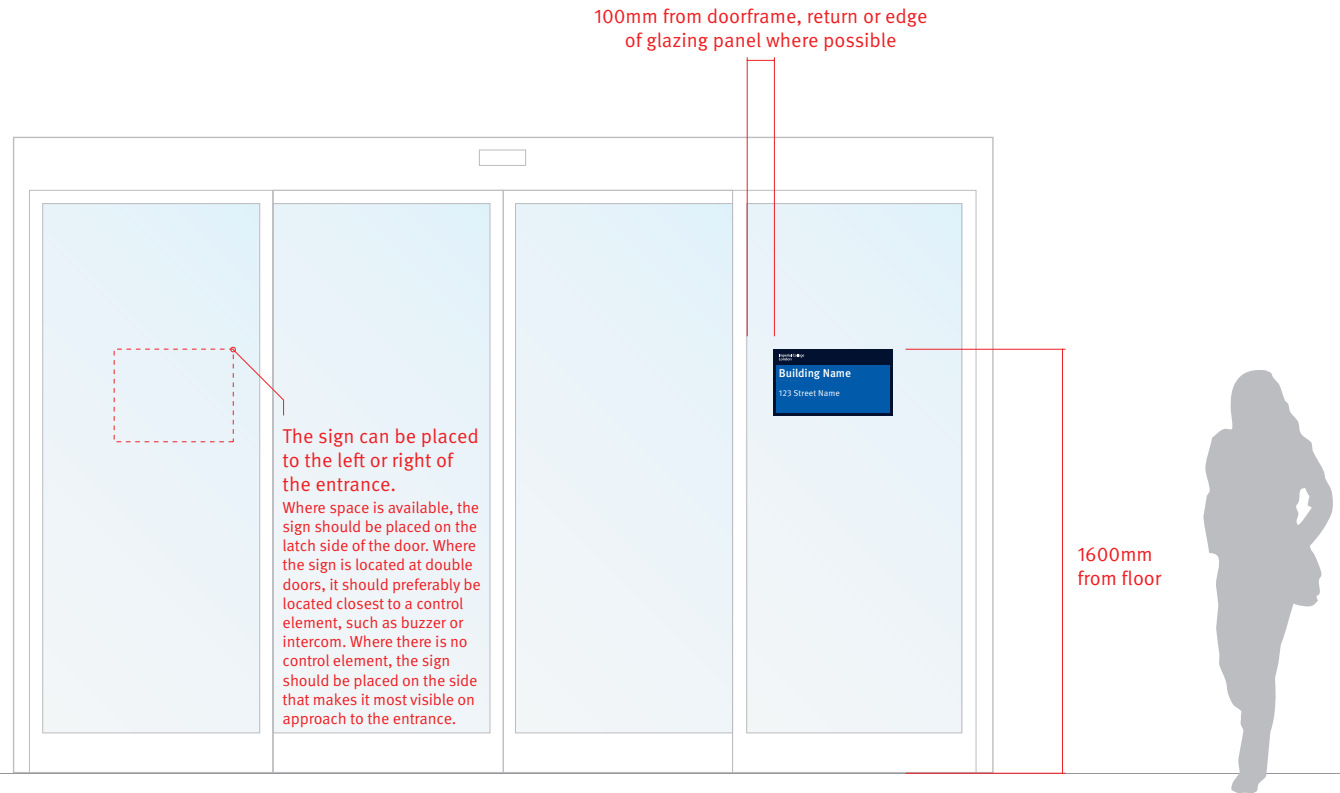 100mm from doorframe, return or edge
of glazing panel where possible
Imperial College
London
Building Name
123 Street Name
The sign can be placed
to the left or right of
the entrance.
Where space is available, the
sign should be placed on the
latch side of the door. Where
the sign is located at double
doors, it should preferably be
located closest to a control
element, such as buzzer or
intercom. Where there is no
control element, the sign
should be placed on the side
that makes it most visible on
approach to the entrance.
1600mm
from floor